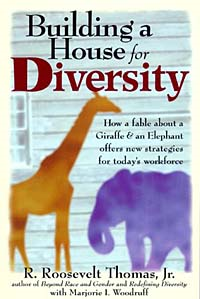 Building a
House for
Diversity
How a fable about a
Giraffe & an Elephant
offers new strategies
for today's workforce
R. Roosevelt Thomas, Jr.
author of Beyond Race and Gender and Redefining Diversity
with Marjorie I. Woodruff